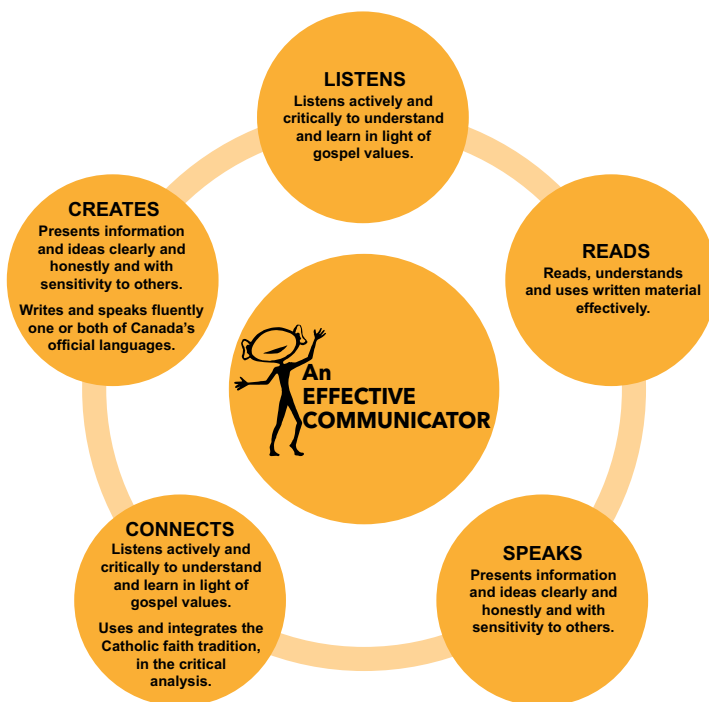 LISTENS
Listens actively and
critically to understand
and learn in light of
gospel values.
READS
Reads, understands
and uses written material
effectively.
SPEAKS
Presents information
and ideas clearly and
honestly and with
sensitivity to others.
CONNECTS
Listens actively and
critically to understand
and learn in light of
gospel values.
Uses and integrates the
Catholic faith tradition,
in the critical
analysis.
CREATES
Presents information
and ideas clearly and
honestly and with
sensitivity to others.
Writes and speaks fluently
one or both of Canada's
official languages.
An
EFFECTIVE
COMMUNICATOR